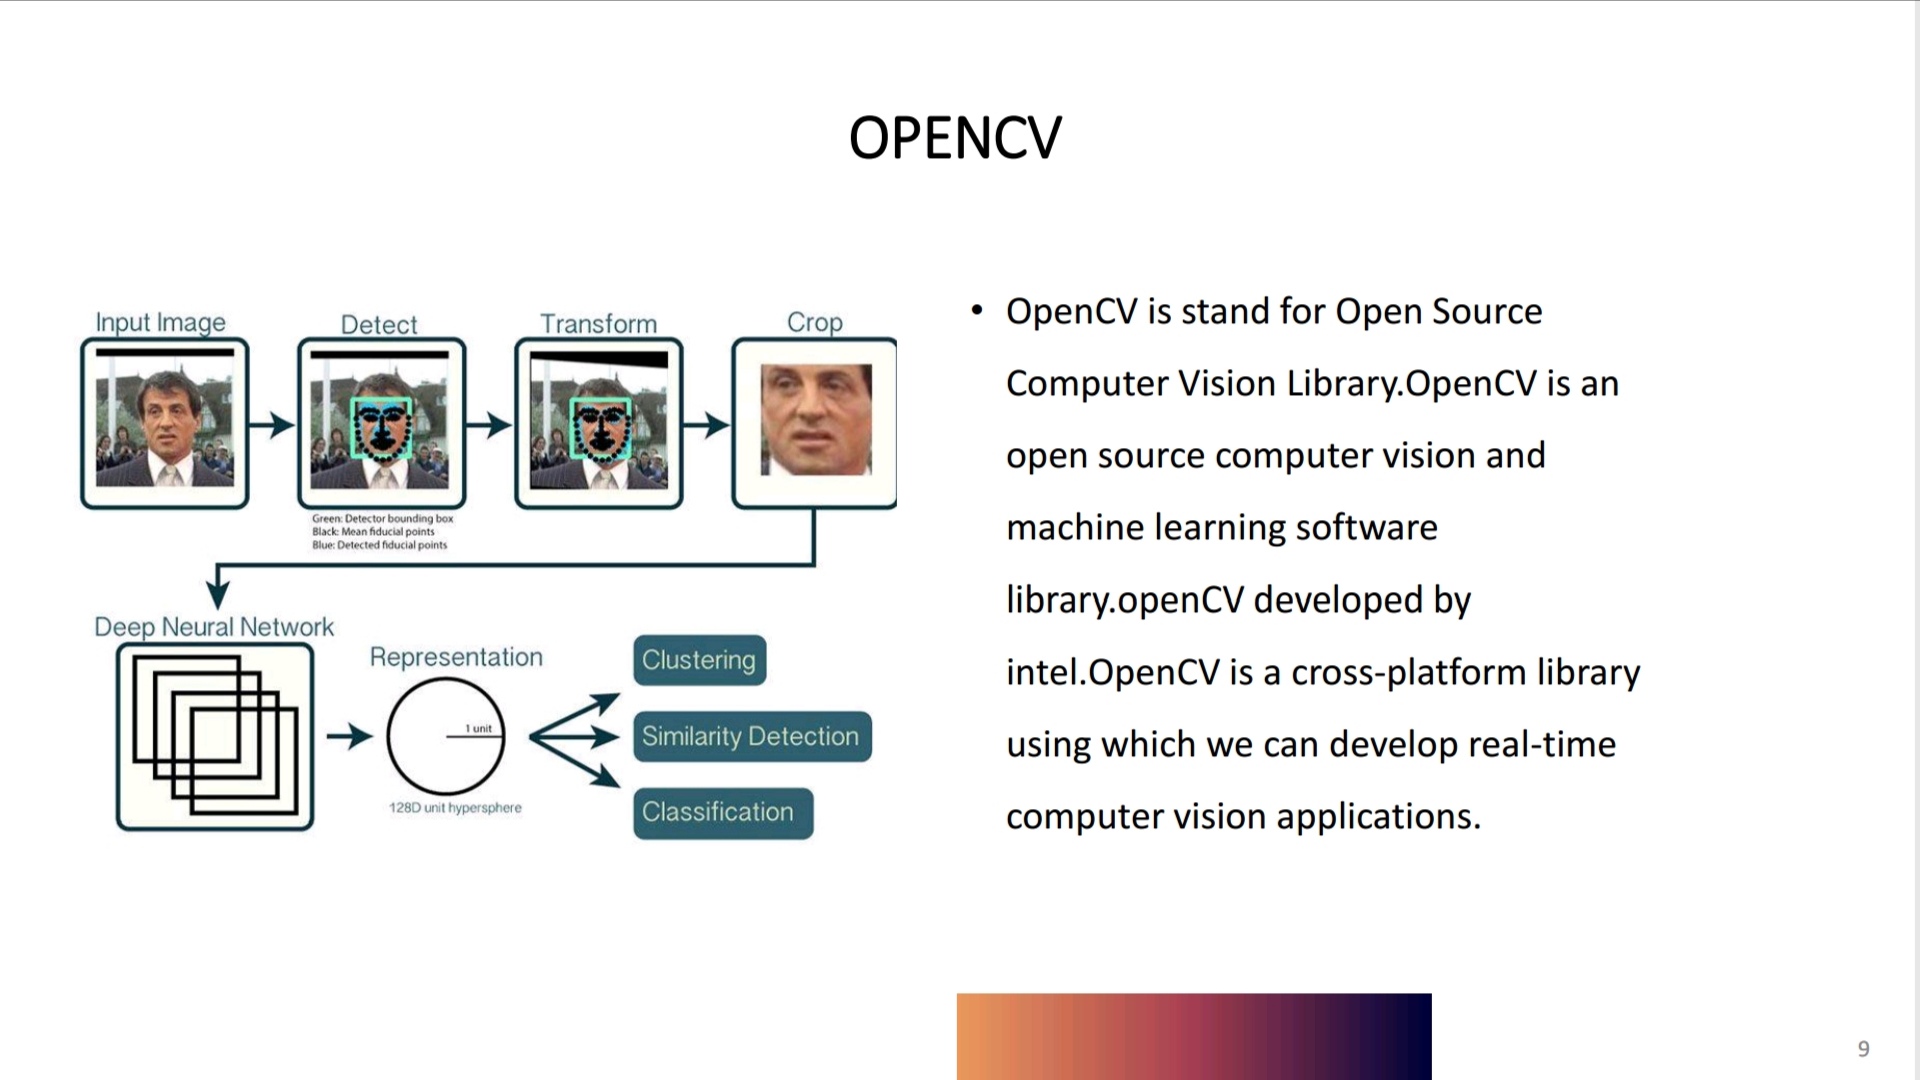 OPENCV
Input Image
Detect
Transform
Crop
Green: Detector bounding box
Black: Mean fiducial points
Blue: Detected fiducial points
Deep Neural Network
Representation
1 unit
128D unit hypersphere
Clustering
Similarity Detection
Classification
• OpenCV is stand for Open Source
Computer Vision Library.OpenCV is an
open source computer vision and
machine learning software
library.openCV developed by
intel.OpenCV is a cross-platform library
using which we can develop real-time
computer vision applications.
9